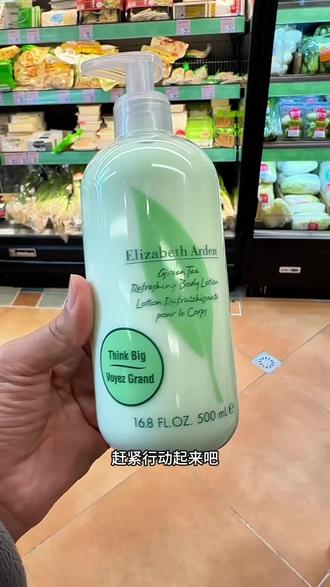 Elizabeth Arden
Green Tea
Refreshing Body Lotion
Lotion Rafraîchissante
pour le Corps
Think Big
Voyez Grand
16.8 FL.OZ. 500 mL e
赶紧行动起来吧